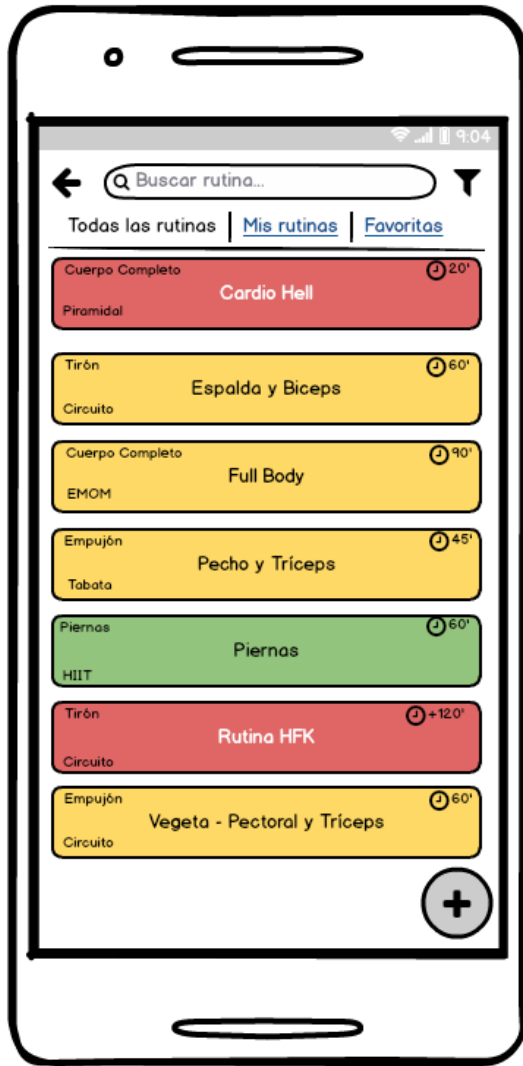 9:04
Buscar rutina...
Todas las rutinas Mis rutinas Favoritas
Cuerpo Completo 20'
Cardio Hell
Piramidal
Tirón 60'
Espalda y Biceps
Circuito
Cuerpo Completo 90'
Full Body
EMOM
Empujón 45'
Pecho y Tríceps
Tabata
Piernas 60'
Piernas
HIIT
Tirón +120'
Rutina HFK
Circuito
Empujón 60'
Vegeta - Pectoral y Tríceps
Circuito